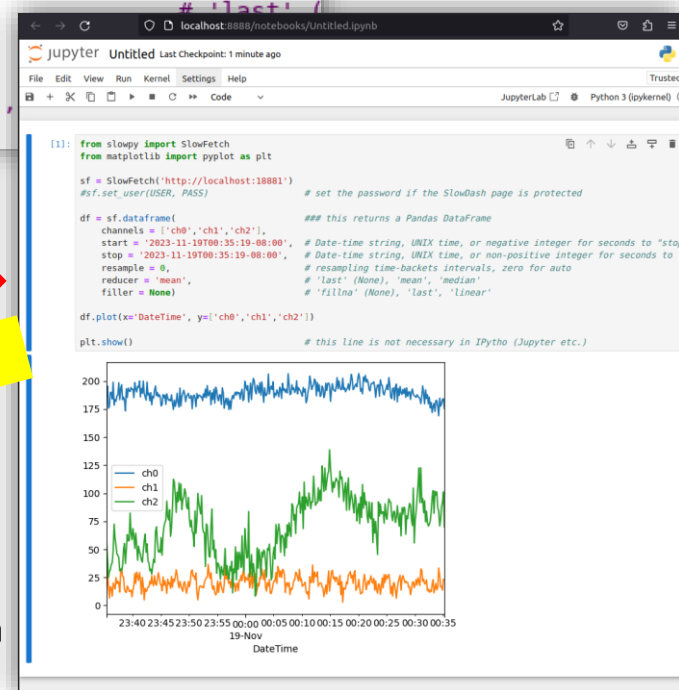 # 'last' (
localhost:8888/notebooks/Untitled.ipynb
jupyter Untitled Last Checkpoint: 1 minute ago
File Edit View Run Kernel Settings Help
Trusted
Code
JupyterLab
Python 3 (ipykernel)
[1]: from slowpy import SlowFetch
from matplotlib import pyplot as plt
sf = SlowFetch('http://localhost:18881')
#sf.set_user(USER, PASS) # set the password if the SlowDash page is protected
df = sf.dataframe( ### this returns a Pandas DataFrame
channels = ['ch0','ch1','ch2'],
start = '2023-11-19T00:35:19-08:00', # Date-time string, UNIX time, or negative integer for seconds to "stop
stop = '2023-11-19T00:35:19-08:00', # Date-time string, UNIX time, or non-positive integer for seconds to
resample = 0, # resampling time-backets intervals, zero for auto
reducer = 'mean', # 'last' (None), 'mean', 'median'
filler = None) # 'fillna' (None), 'last', 'linear'
df.plot(x='DateTime', y=['ch0','ch1','ch2'])
plt.show() # this line is not necessary in IPytho (Jupyter etc.)
200
175
150
125
100
75
50
25
0
ch0
ch1
ch2
23:40 23:45 23:50 23:55 00:00 00:05 00:10 00:15 00:20 00:25 00:30 00:35
19-Nov
DateTime